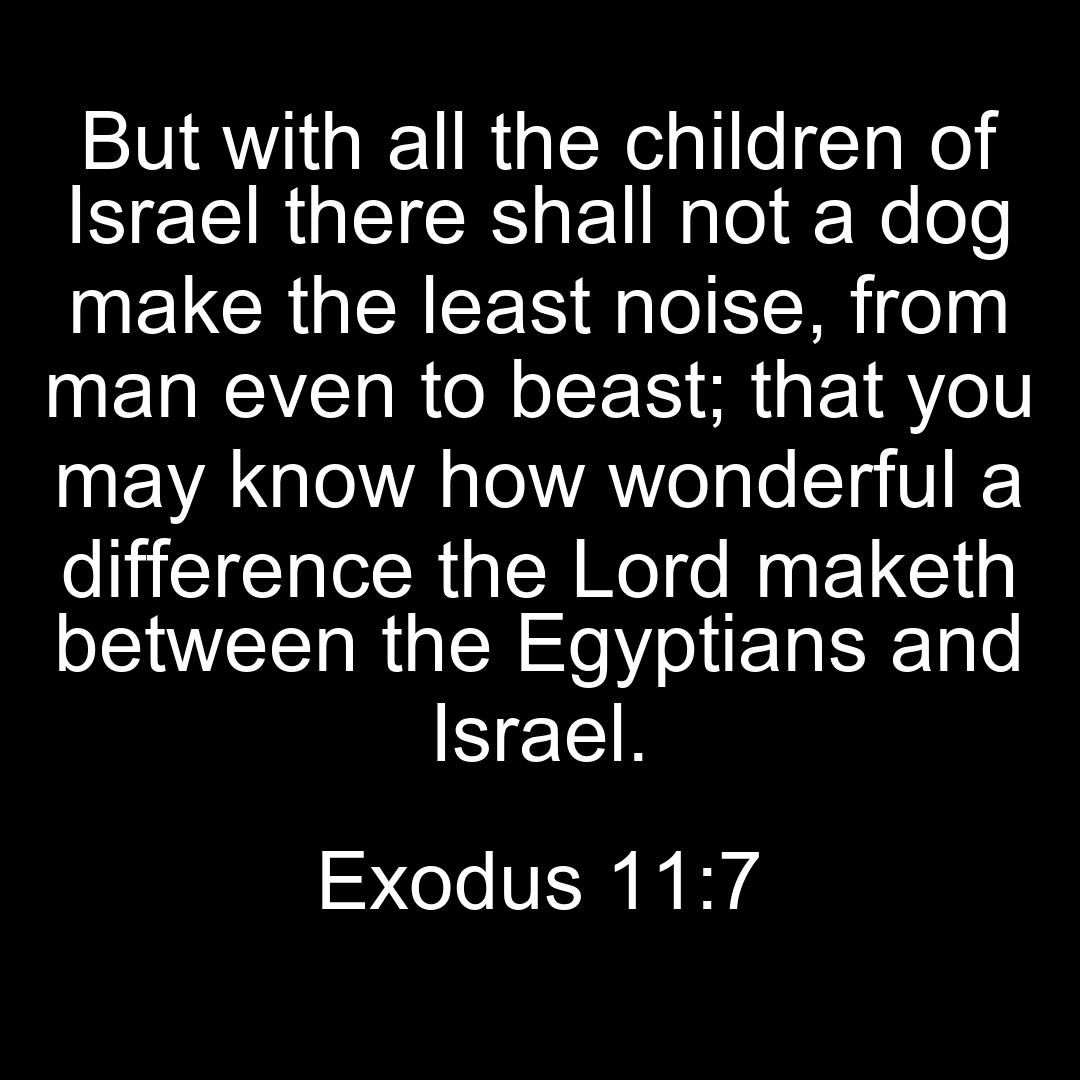 But with all the children of
Israel there shall not a dog
make the least noise, from
man even to beast; that you
may know how wonderful a
difference the Lord maketh
between the Egyptians and
Israel.
Exodus 11:7